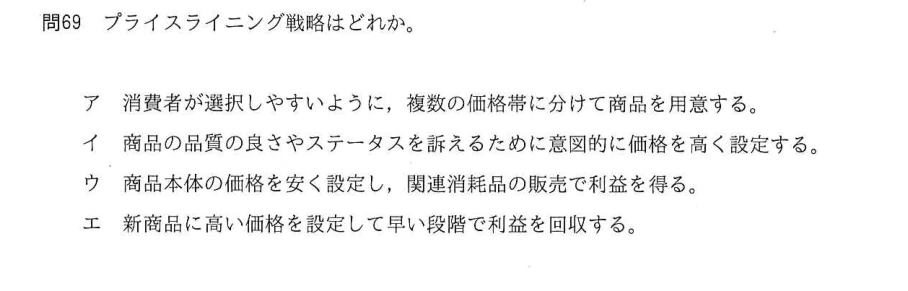 問69　プライスライニング戦略はどれか。
ア　消費者が選択しやすいように，複数の価格帯に分けて商品を用意する。
イ　商品の品質の良さやステータスを訴えるために意図的に価格を高く設定する。
ウ　商品本体の価格を安く設定し，関連消耗品の販売で利益を得る。
エ　新商品に高い価格を設定して早い段階で利益を回収する。